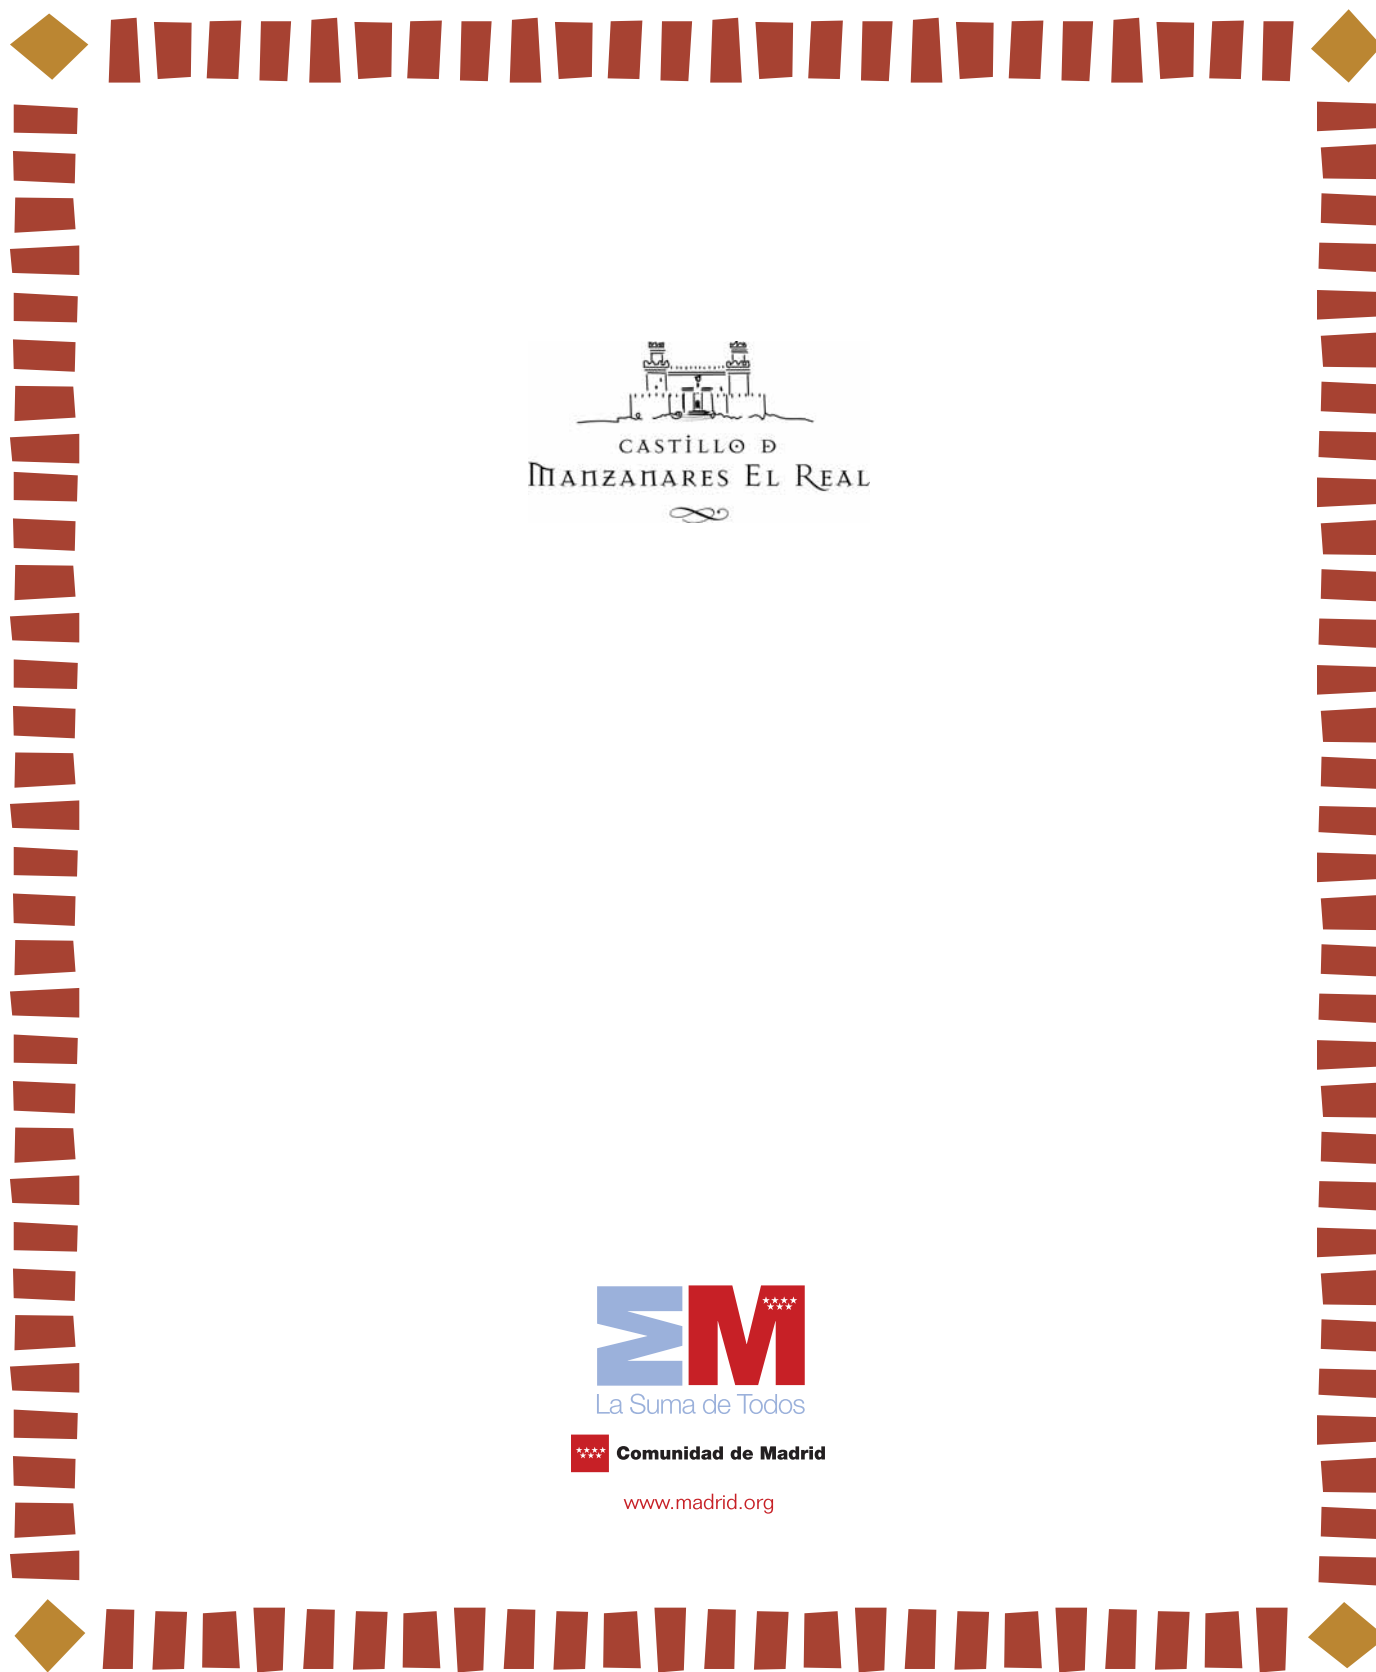 CASTILLO D
MANZANARES EL REAL
M
La Suma de Todos
Comunidad de Madrid
www.madrid.org